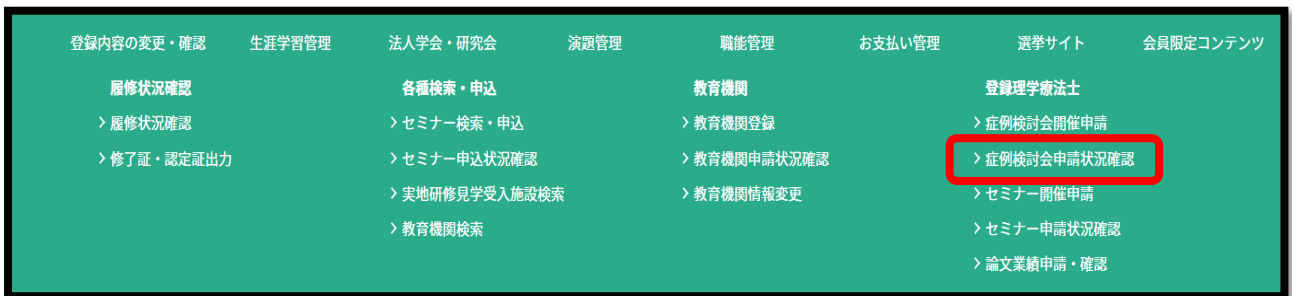 登録内容の変更・確認 生涯学習管理 法人学会・研究会 演題管理 職能管理 お支払い管理 選挙サイト 会員限定コンテンツ
履修状況確認 各種検索・申込 教育機関 登録理学療法士
> 履修状況確認 > セミナー検索・申込 > 教育機関登録 > 症例検討会開催申請
> 修了証・認定証出力 > セミナー申込状況確認 > 教育機関申請状況確認 > 症例検討会申請状況確認
> 実地研修見学受入施設検索 > 教育機関情報変更 > セミナー開催申請
> 教育機関検索 > セミナー申請状況確認
> 論文業績申請・確認